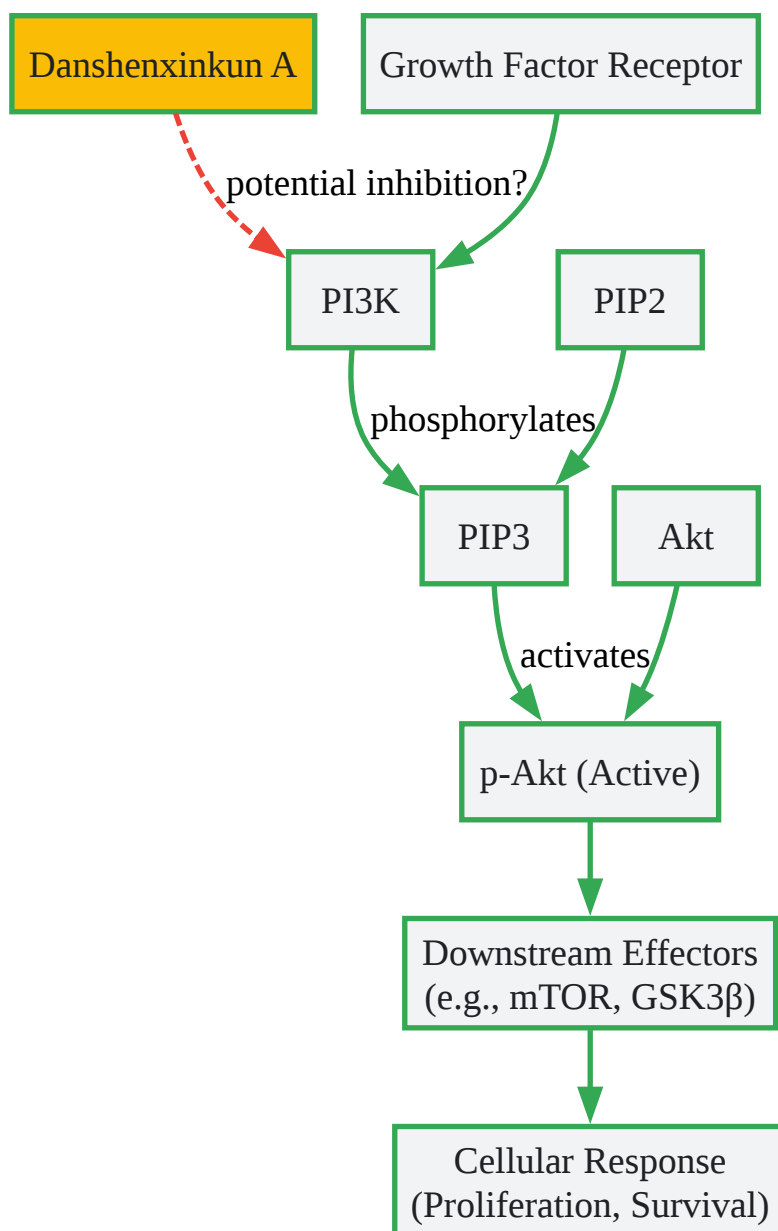 Danshenxinkun A
Growth Factor Receptor
potential inhibition?
PI3K
PIP2
phosphorylates
PIP3
Akt
activates
p-Akt (Active)
Downstream Effectors
(e.g., mTOR, GSK3β)
Cellular Response
(Proliferation, Survival)